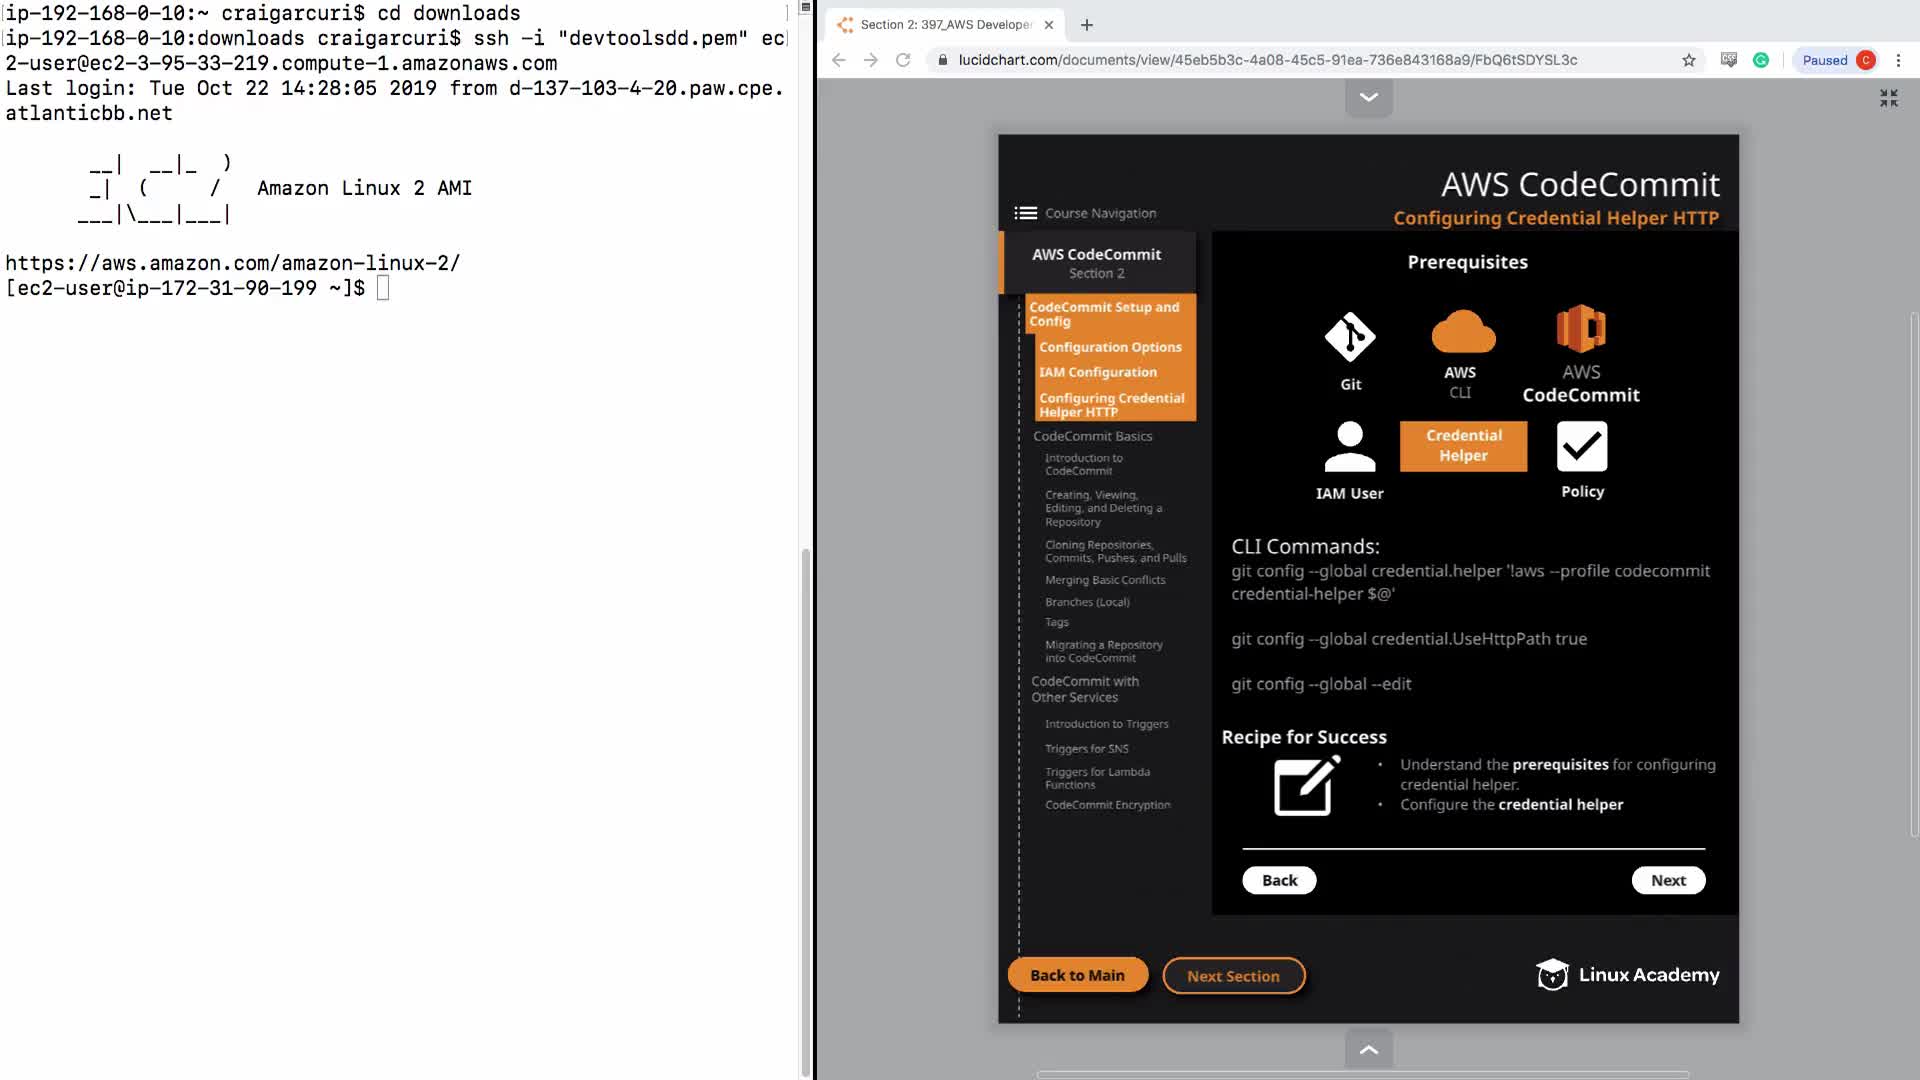 ip-192-168-0-10:~ craigarcuri$ cd downloads
ip-192-168-0-10:downloads craigarcuri$ ssh -i "devtoolsdd.pem" ec
2-user@ec2-3-95-33-219.compute-1.amazonaws.com
Last login: Tue Oct 22 14:28:05 2019 from d-137-103-4-20.paw.cpe.
atlanticbb.net
__|  __|_  )
_|  (     /   Amazon Linux 2 AMI
___|\___|___|
https://aws.amazon.com/amazon-linux-2/
[ec2-user@ip-172-31-90-199 ~]$
Section 2: 397_AWS Developer
lucidchart.com/documents/view/45eb5b3c-4a08-45c5-91ea-736e843168a9/FbQ6tSDYSL3c
Paused
C
AWS CodeCommit
Configuring Credential Helper HTTP
Course Navigation
AWS CodeCommit
Section 2
CodeCommit Setup and
Config
Configuration Options
IAM Configuration
Configuring Credential
Helper HTTP
CodeCommit Basics
Introduction to
CodeCommit
Creating, Viewing,
Editing, and Deleting a
Repository
Cloning Repositories,
Commits, Pushes, and Pulls
Merging Basic Conflicts
Branches (Local)
Tags
Migrating a Repository
into CodeCommit
CodeCommit with
Other Services
Introduction to Triggers
Triggers for SNS
Triggers for Lambda
Functions
CodeCommit Encryption
Prerequisites
Git
AWS
CLI
AWS
CodeCommit
IAM User
Credential
Helper
Policy
CLI Commands:
git config --global credential.helper '!aws --profile codecommit
credential-helper $@'
git config --global credential.UseHttpPath true
git config --global --edit
Recipe for Success
• Understand the prerequisites for configuring
credential helper.
• Configure the credential helper
Back
Next
Back to Main
Next Section
Linux Academy